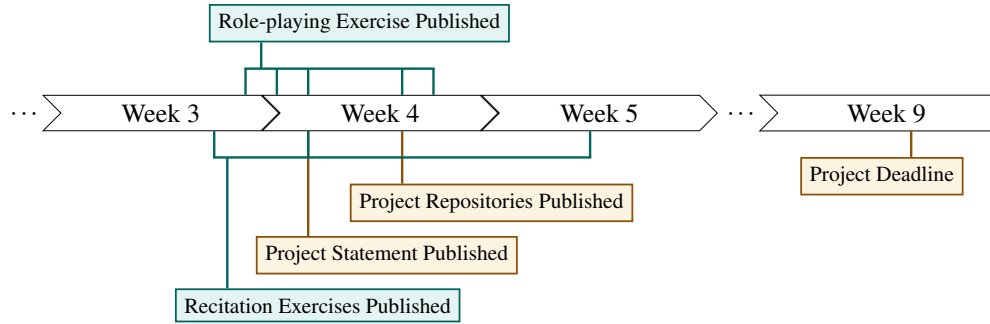 Role-playing Exercise Published
··· Week 3 Week 4 Week 5 ··· Week 9
Project Deadline
Project Repositories Published
Project Statement Published
Recitation Exercises Published